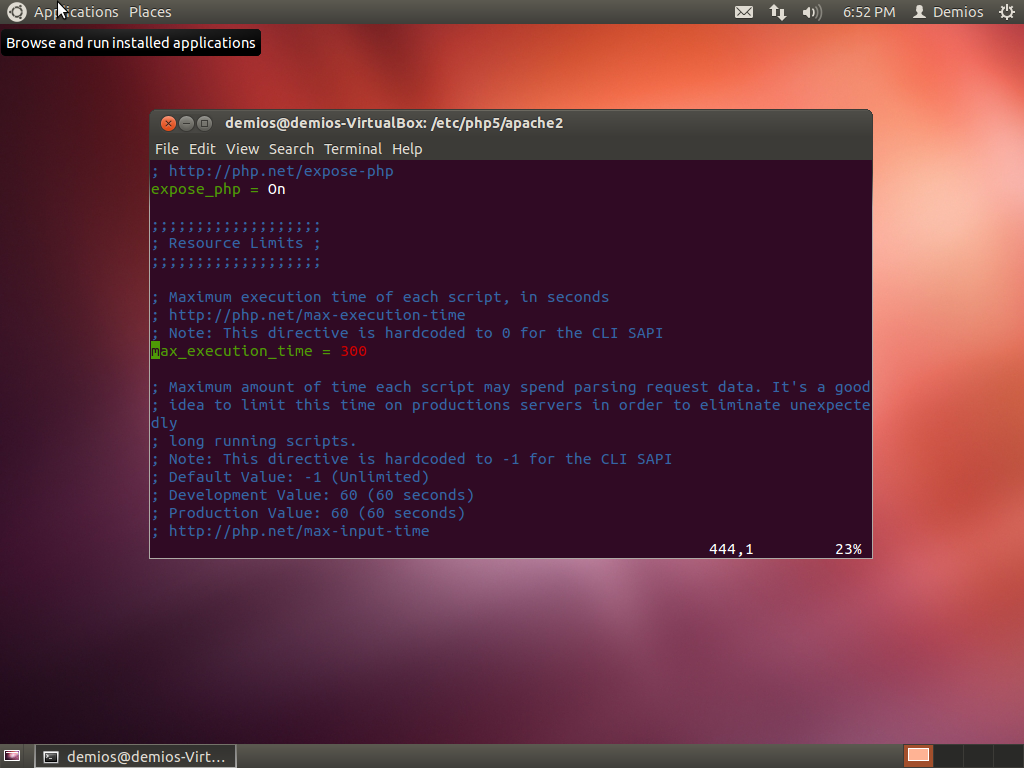 Applications Places 6:52 PM Demios
Browse and run installed applications
demios@demios-VirtualBox: /etc/php5/apache2
File Edit View Search Terminal Help
; http://php.net/expose-php
expose_php = On
;;;;;;;;;;;;;;;;;;;
; Resource Limits ;
;;;;;;;;;;;;;;;;;;;
; Maximum execution time of each script, in seconds
; http://php.net/max-execution-time
; Note: This directive is hardcoded to 0 for the CLI SAPI
max_execution_time = 300
; Maximum amount of time each script may spend parsing request data. It's a good
; idea to limit this time on productions servers in order to eliminate unexpecte
dly
; long running scripts.
; Note: This directive is hardcoded to -1 for the CLI SAPI
; Default Value: -1 (Unlimited)
; Development Value: 60 (60 seconds)
; Production Value: 60 (60 seconds)
; http://php.net/max-input-time
444,1 23%
demios@demios-Virt...